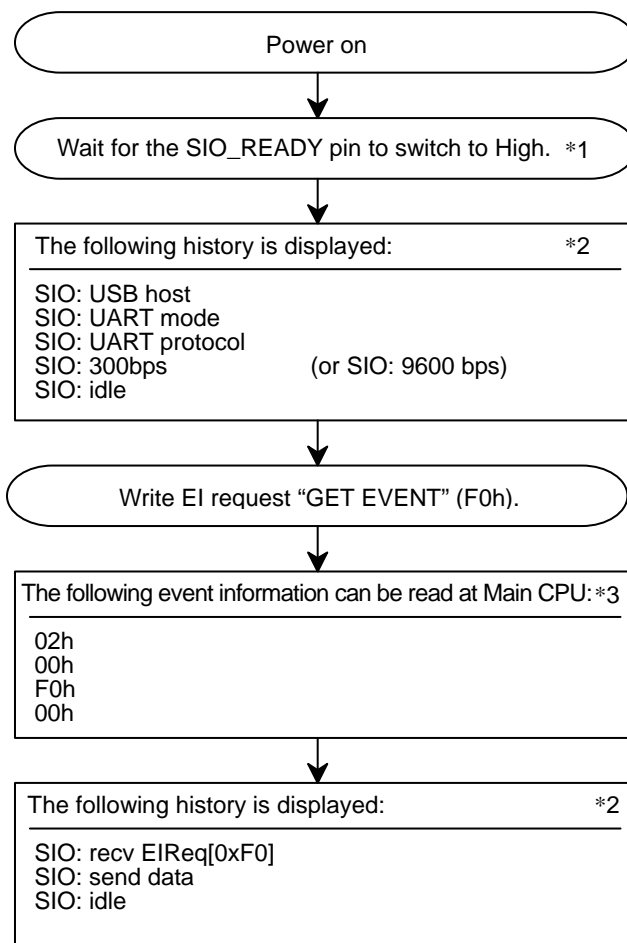 Power on
Wait for the SIO_READY pin to switch to High. *1
The following history is displayed: *2
SIO: USB host
SIO: UART mode
SIO: UART protocol
SIO: 300bps (or SIO: 9600 bps)
SIO: idle
Write EI request “GET EVENT” (F0h).
The following event information can be read at Main CPU:*3
02h
00h
F0h
00h
The following history is displayed: *2
SIO: recv EIReq[0xF0]
SIO: send data
SIO: idle